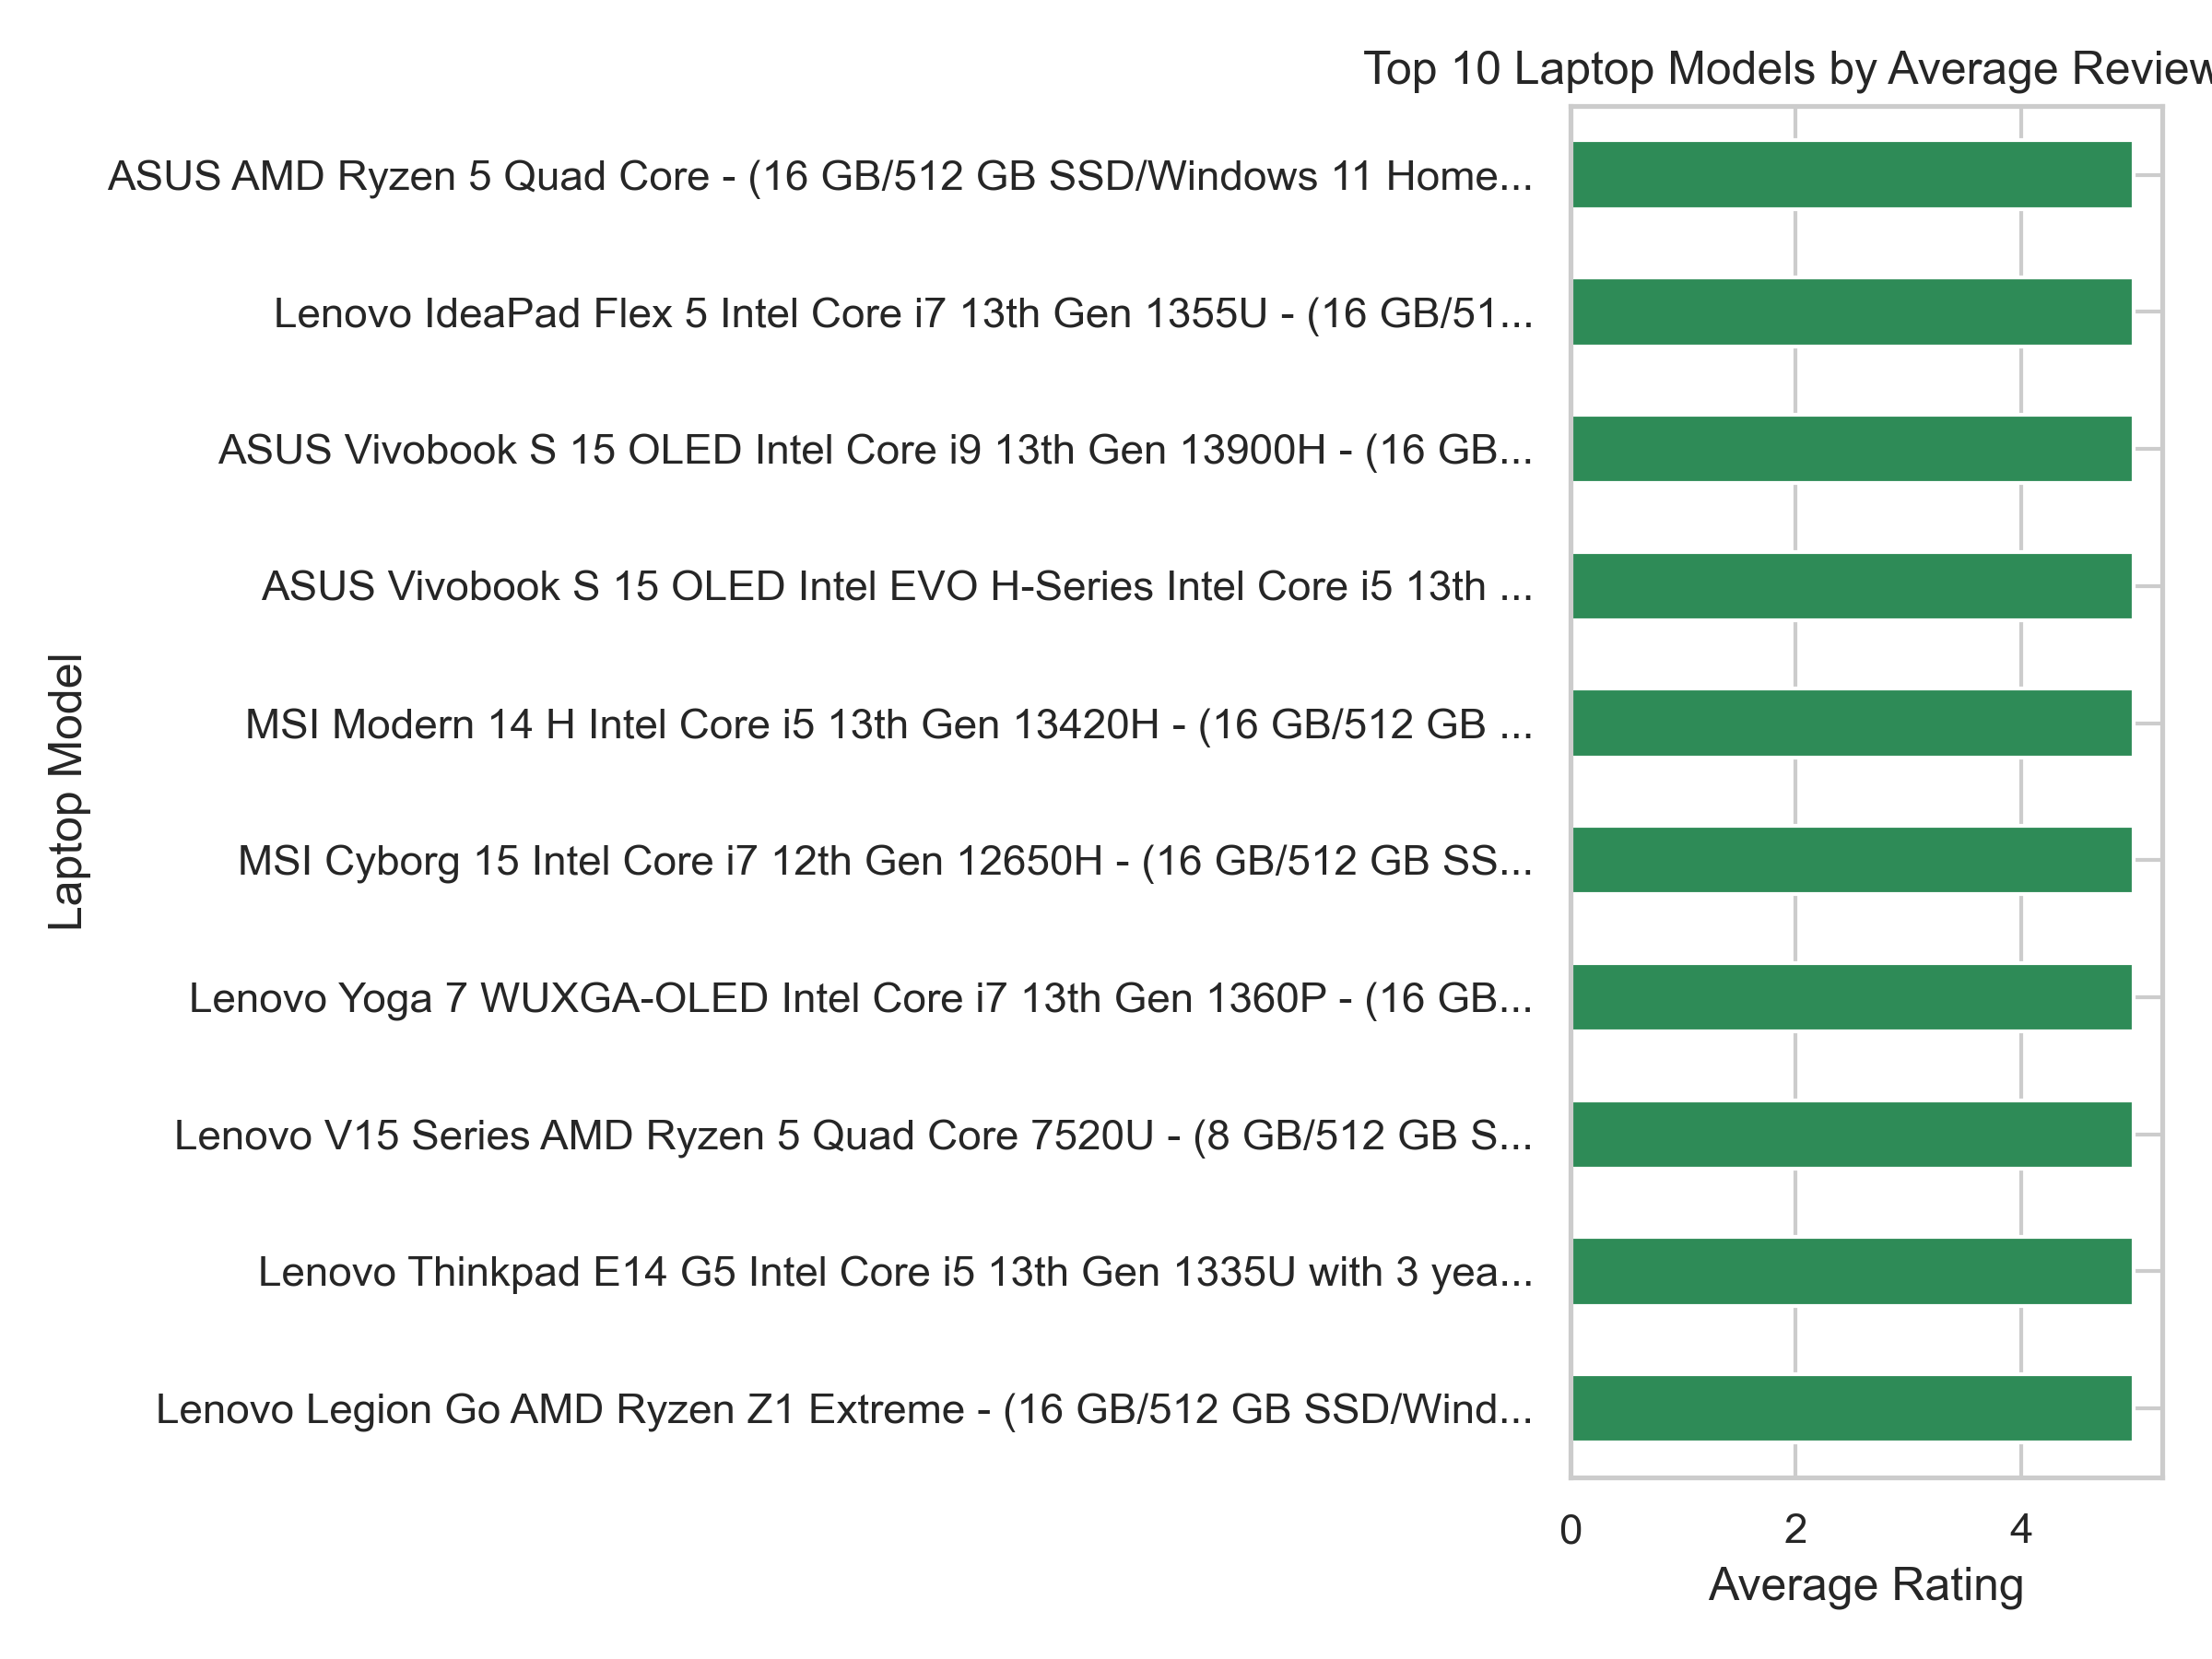 Top 10 Laptop Models by Average Review
ASUS AMD Ryzen 5 Quad Core - (16 GB/512 GB SSD/Windows 11 Home...
Lenovo IdeaPad Flex 5 Intel Core i7 13th Gen 1355U - (16 GB/51...
ASUS Vivobook S 15 OLED Intel Core i9 13th Gen 13900H - (16 GB...
ASUS Vivobook S 15 OLED Intel EVO H-Series Intel Core i5 13th ...
MSI Modern 14 H Intel Core i5 13th Gen 13420H - (16 GB/512 GB ...
MSI Cyborg 15 Intel Core i7 12th Gen 12650H - (16 GB/512 GB SS...
Lenovo Yoga 7 WUXGA-OLED Intel Core i7 13th Gen 1360P - (16 GB...
Lenovo V15 Series AMD Ryzen 5 Quad Core 7520U - (8 GB/512 GB S...
Lenovo Thinkpad E14 G5 Intel Core i5 13th Gen 1335U with 3 yea...
Lenovo Legion Go AMD Ryzen Z1 Extreme - (16 GB/512 GB SSD/Wind...
Laptop Model
0 2 4
Average Rating